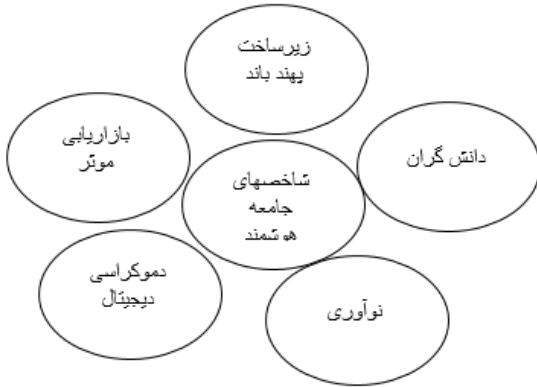 زیرساخت
پهند باند
بازاریابی
موثر
دانش گران
شاخصهای
جامعه
هوشمند
دموکراسی
دیجیتال
نوآوری